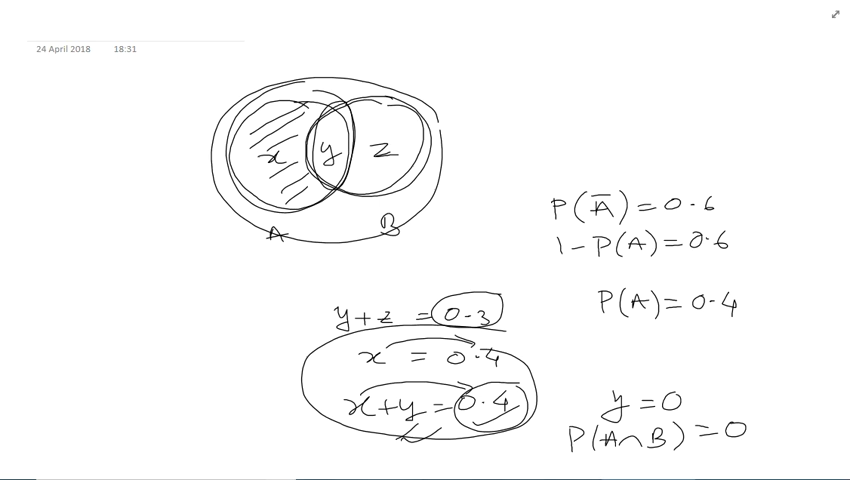 24 April 2018 18:31
x y z
A B
P(A̅) = 0.6
1 - P(A) = 0.6
P(A) = 0.4
y + z = 0.3
x = 0.4
x + y = 0.4
y = 0
P(A∩B) = 0